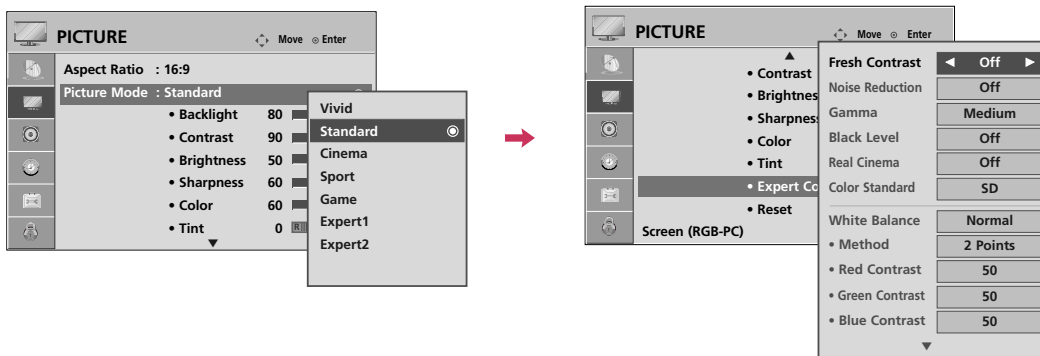 PICTURE
Move Enter
Aspect Ratio : 16:9
Picture Mode : Standard
• Backlight 80
• Contrast 90
• Brightness 50
• Sharpness 60
• Color 60
• Tint 0 R
Vivid
Standard
Cinema
Sport
Game
Expert1
Expert2
PICTURE
Move Enter
• Contrast
• Brightnes
• Sharpnes
• Color
• Tint
• Expert Co
• Reset
Screen (RGB-PC)
Fresh Contrast Off
Noise Reduction Off
Gamma Medium
Black Level Off
Real Cinema Off
Color Standard SD
White Balance Normal
• Method 2 Points
• Red Contrast 50
• Green Contrast 50
• Blue Contrast 50